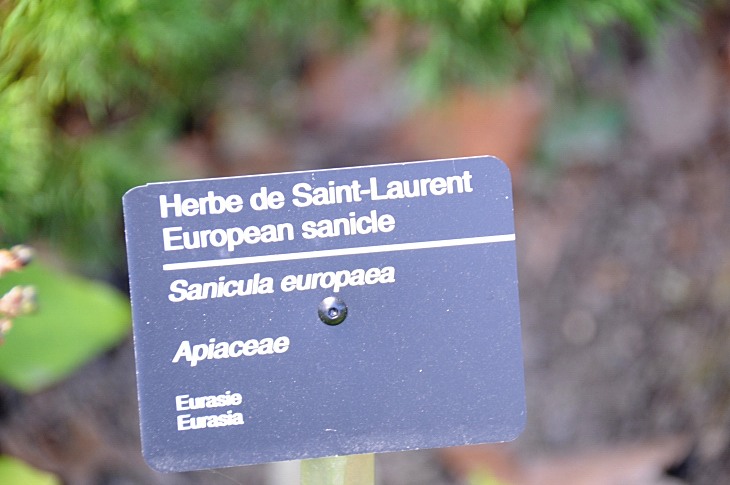 Herbe de Saint-Laurent
European sanicle
Sanicula europaea
Apiaceae
Eurasie
Eurasia